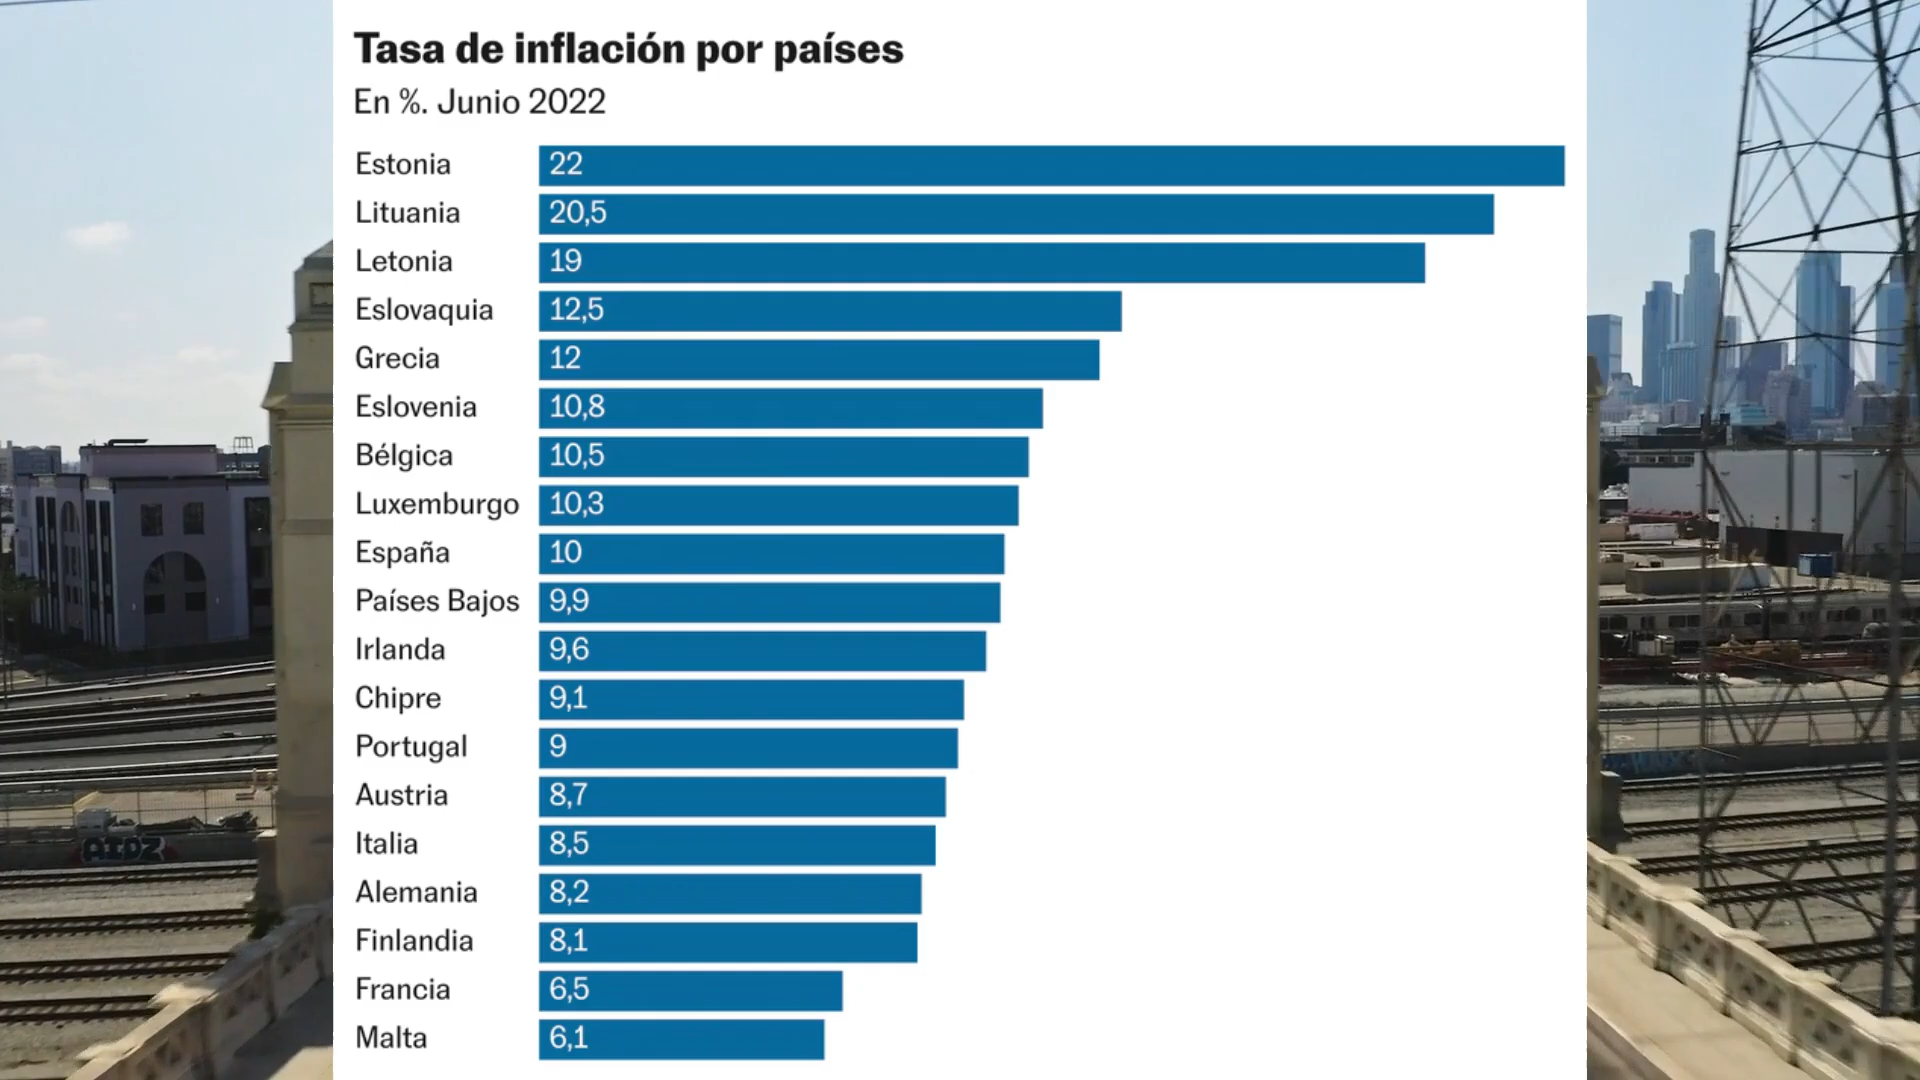 Tasa de inflación por países
En %. Junio 2022
Estonia 22
Lituania 20,5
Letonia 19
Eslovaquia 12,5
Grecia 12
Eslovenia 10,8
Bélgica 10,5
Luxemburgo 10,3
España 10
Países Bajos 9,9
Irlanda 9,6
Chipre 9,1
Portugal 9
Austria 8,7
Italia 8,5
Alemania 8,2
Finlandia 8,1
Francia 6,5
Malta 6,1
AIDZ